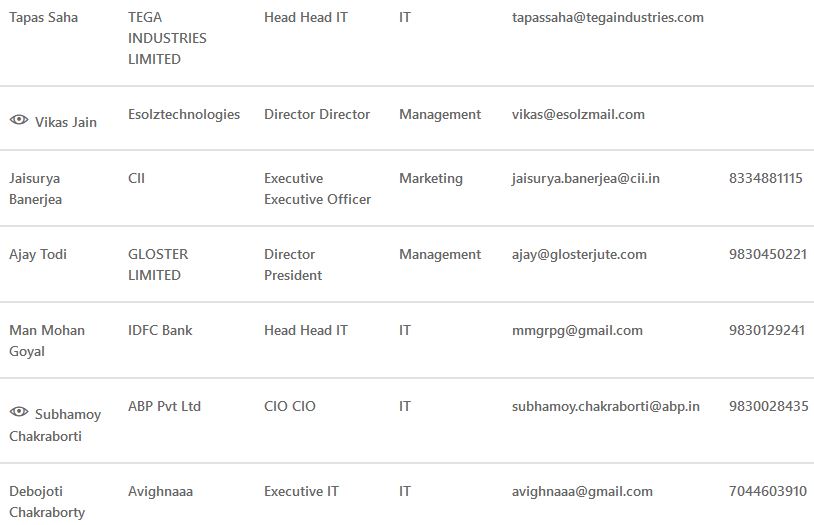 Tapas Saha TEGA INDUSTRIES LIMITED Head Head IT IT tapassaha@tegaindustries.com
Vikas Jain Esolztechnologies Director Director Management vikas@esolzmail.com
Jaisurya Banerjea CII Executive Executive Officer Marketing jaisurya.banerjea@cii.in 8334881115
Ajay Todi GLOSTER LIMITED Director President Management ajay@glosterjute.com 9830450221
Man Mohan Goyal IDFC Bank Head Head IT IT mmgrpg@gmail.com 9830129241
Subhamoy Chakraborti ABP Pvt Ltd CIO CIO IT subhamoy.chakraborti@abp.in 9830028435
Debojoti Chakraborty Avighnaaa Executive IT IT avighnaaa@gmail.com 7044603910